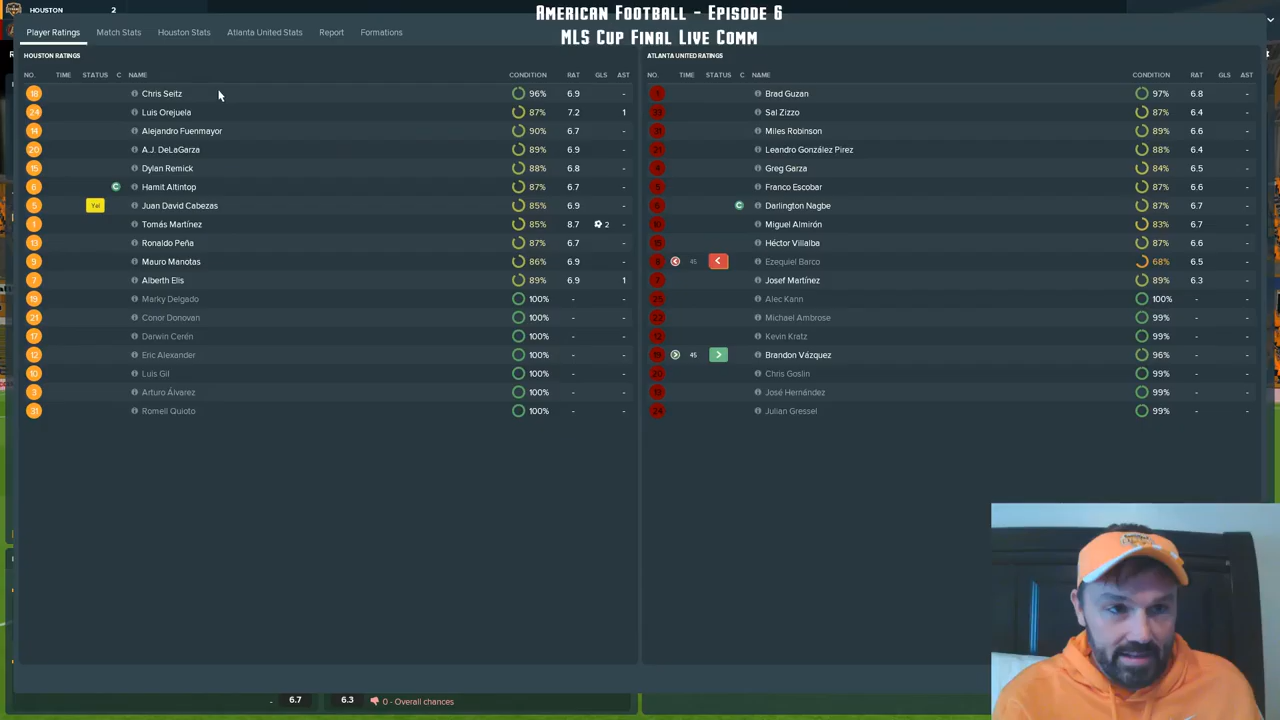 AMERICAN FOOTBALL - EPISODE 6
MLS CUP FINAL LIVE COMM
HOUSTON 2
Player Ratings Match Stats Houston Stats Atlanta United Stats Report Formations
HOUSTON RATINGS
NO. TIME STATUS C NAME CONDITION RAT GLS AST
18 Chris Seitz 96% 6.9 - -
24 Luis Orejuela 87% 7.2 - 1
14 Alejandro Fuenmayor 90% 6.7 - -
20 A.J. DeLaGarza 89% 6.9 - -
15 Dylan Remick 88% 6.8 - -
6 C Hamit Altintop 87% 6.7 - -
5 Yel Juan David Cabezas 85% 6.9 - -
1 Tomás Martínez 85% 8.7 2 -
13 Ronaldo Peña 87% 6.7 - -
9 Mauro Manotas 86% 6.9 - -
7 Alberth Elis 89% 6.9 - 1
19 Marky Delgado 100% - -
21 Conor Donovan 100% - -
17 Darwin Cerén 100% - -
12 Eric Alexander 100% - -
10 Luis Gil 100% - -
3 Arturo Álvarez 100% - -
31 Romell Quioto 100% - -
ATLANTA UNITED RATINGS
NO. TIME STATUS C NAME CONDITION RAT GLS AST
1 Brad Guzan 97% 6.8 -
33 Sal Zizzo 87% 6.4 -
31 Miles Robinson 89% 6.6 -
21 Leandro González Pirez 88% 6.4 -
4 Greg Garza 84% 6.5 -
5 Franco Escobar 87% 6.6 -
6 C Darlington Nagbe 87% 6.7 -
10 Miguel Almirón 83% 6.7 -
15 Héctor Villalba 87% 6.6 -
8 45 Ezequiel Barco 68% 6.5 -
7 Josef Martínez 89% 6.3 -
25 Alec Kann 100% - -
22 Michael Ambrose 99% - -
12 Kevin Kratz 99% - -
19 45 Brandon Vázquez 96% - -
20 Chris Goslin 99% - -
José Hernández 99% - -
24 Julian Gressel 99% - -
- 6.7 6.3 0 - Overall chances